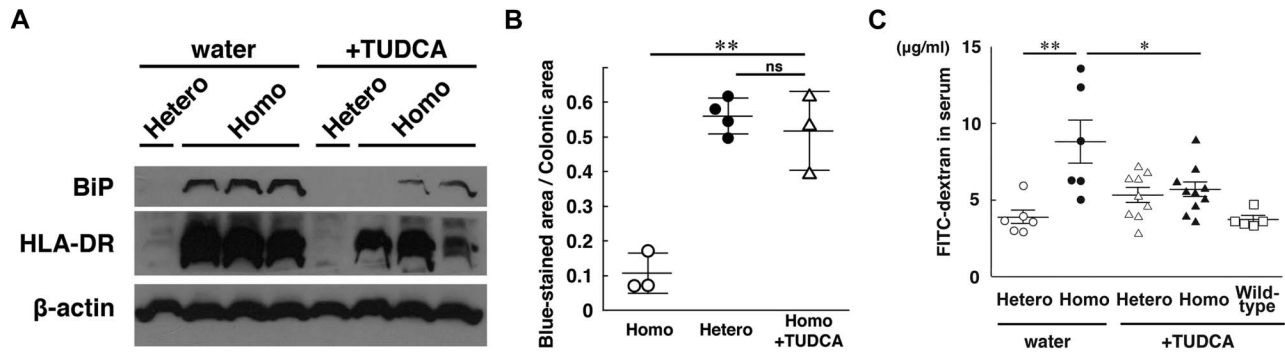 A
water
+TUDCA
Hetero
Homo
Hetero
Homo
BiP
HLA-DR
β-actin
B
**
ns
Blue-stained area / Colonic area
0.6
0.5
0.4
0.3
0.2
0.1
0
Homo
Hetero
Homo
+TUDCA
C
(μg/ml)
**
*
FITC-dextran in serum
15
10
5
0
Hetero
Homo
Hetero
Homo
Wild-
type
water
+TUDCA